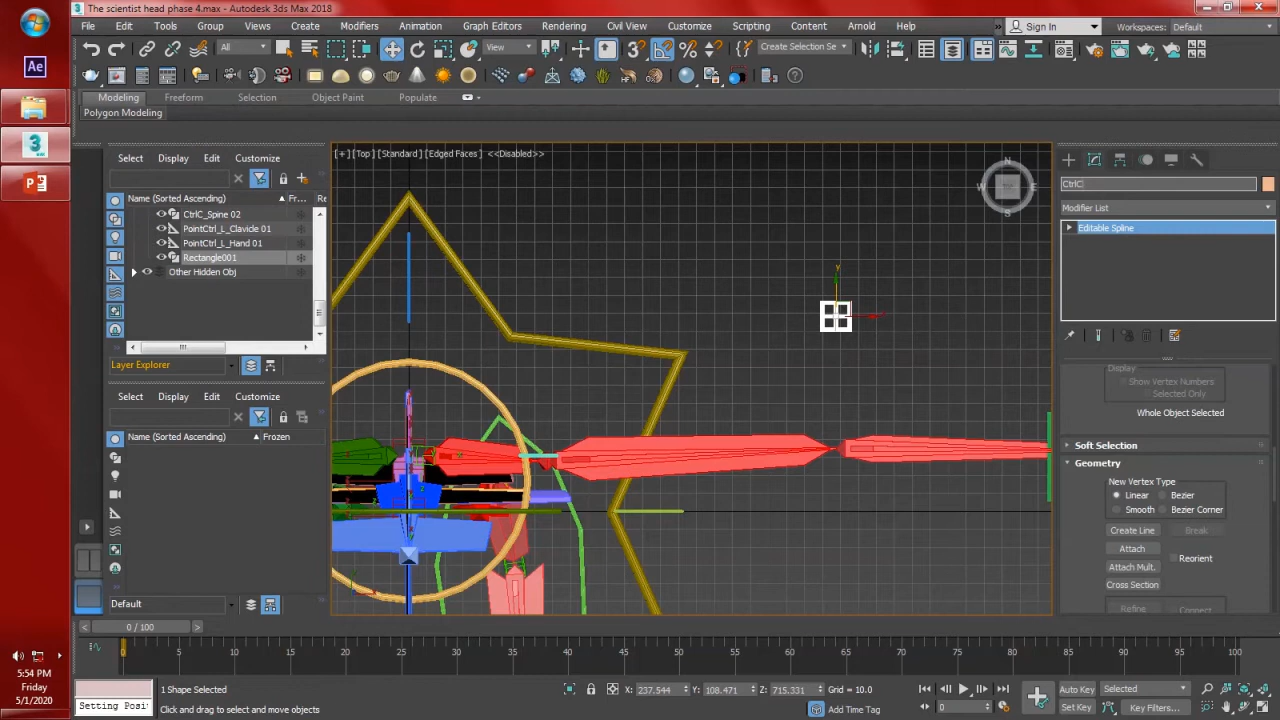 The scientist head phase 4.max - Autodesk 3ds Max 2018
File Edit Tools Group Views Create Modifiers Animation Graph Editors Rendering Civil View Customize Scripting Content Arnold Help » Sign In Workspaces: Default
All View Create Selection Se
Modeling Freeform Selection Object Paint Populate
Polygon Modeling
Select Display Edit Customize
Name (Sorted Ascending) Fr... Re
CtrlC_Spine 02
PointCtrl_L_Clavide 01
PointCtrl_L_Hand 01
Rectangle001
Other Hidden Obj
Layer Explorer
Select Display Edit Customize
Name (Sorted Ascending) Frozen
Default
[+] [Top] [Standard] [Edged Faces] <<Disabled>>
N
W E
S
y
CtrlC
Modifier List
Editable Spline
Display
Show Vertex Numbers
Selected Only
Whole Object Selected
Soft Selection
Geometry
New Vertex Type
Linear Bezier
Smooth Bezier Corner
Create Line Break
Attach
Reorient
Attach Mult.
Cross Section
Refine Connect
< 0 / 100 >
0 5 10 15 20 25 30 35 40 45 50 55 60 65 70 75 80 85 90 95 100
1 Shape Selected X: 237.544 Y: 108.471 Z: 715.331 Grid = 10.0 Auto Key Selected
Setting Posi Click and drag to select and move objects Add Time Tag 0 Set Key Key Filters...
Ae
3
P
5:54 PM
Friday
5/1/2020